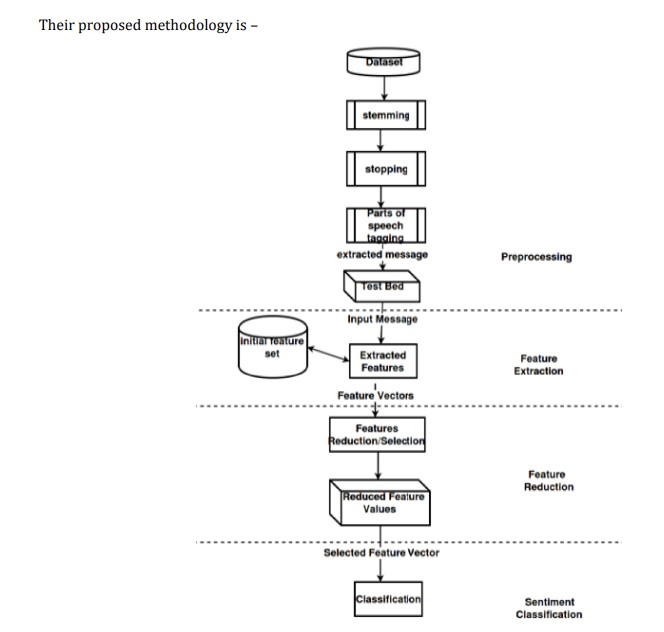 Their proposed methodology is –
Dataset
stemming
stopping
Parts of
speech
tagging
extracted message
Preprocessing
Test Bed
Input Message
Initial feature
set
Extracted
Features
Feature
Extraction
Feature Vectors
Features
Reduction/Selection
Feature
Reduction
Reduced Feature
Values
Selected Feature Vector
Classification
Sentiment
Classification